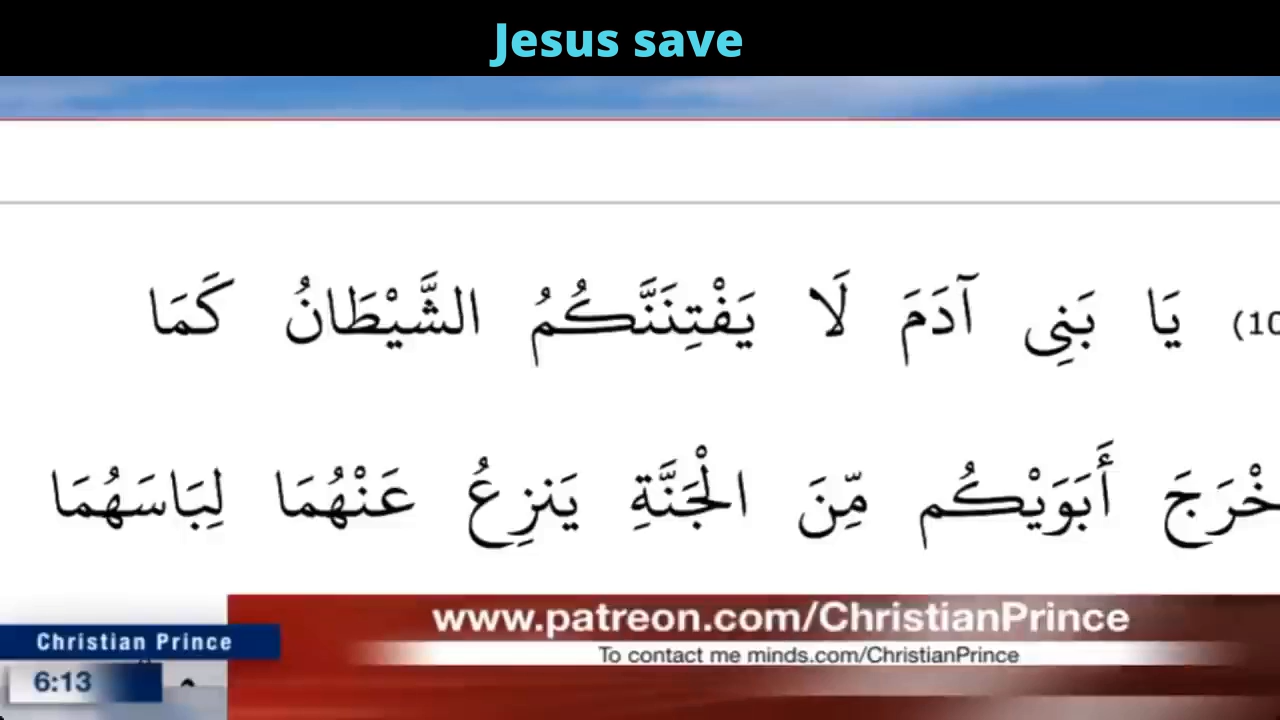 Jesus save
(10 يَا بَنِى آدَمَ لَا يَفْتِنَنَّكُمُ الشَّيْطَانُ كَمَا
خْرَجَ أَبَوَيْكُم مِّنَ الْجَنَّةِ يَنزِعُ عَنْهُمَا لِبَاسَهُمَا
www.patreon.com/ChristianPrince
Christian Prince
To contact me minds.com/ChristianPrince
6:13